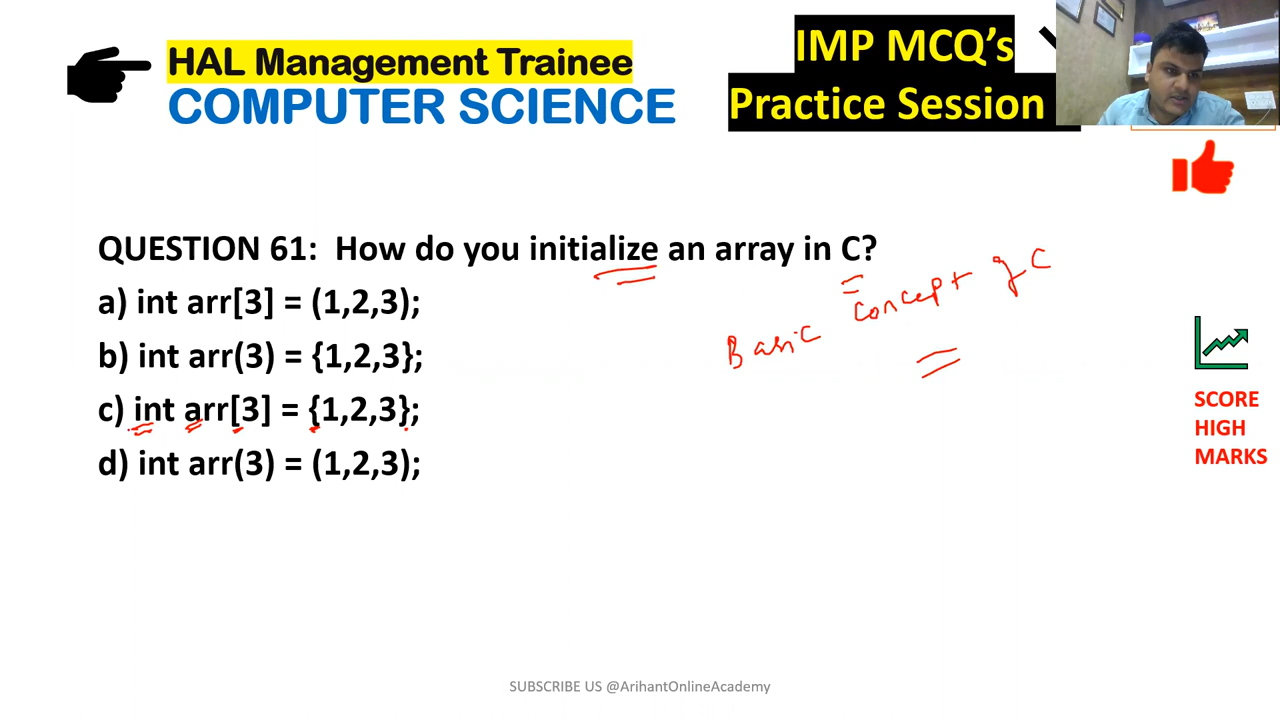 HAL Management Trainee
COMPUTER SCIENCE
IMP MCQ's
Practice Session
QUESTION 61: How do you initialize an array in C?
a) int arr[3] = (1,2,3);
b) int arr(3) = {1,2,3};
c) int arr[3] = {1,2,3};
d) int arr(3) = (1,2,3);
Basic concept of C
SCORE
HIGH
MARKS
SUBSCRIBE US @ArihantOnlineAcademy